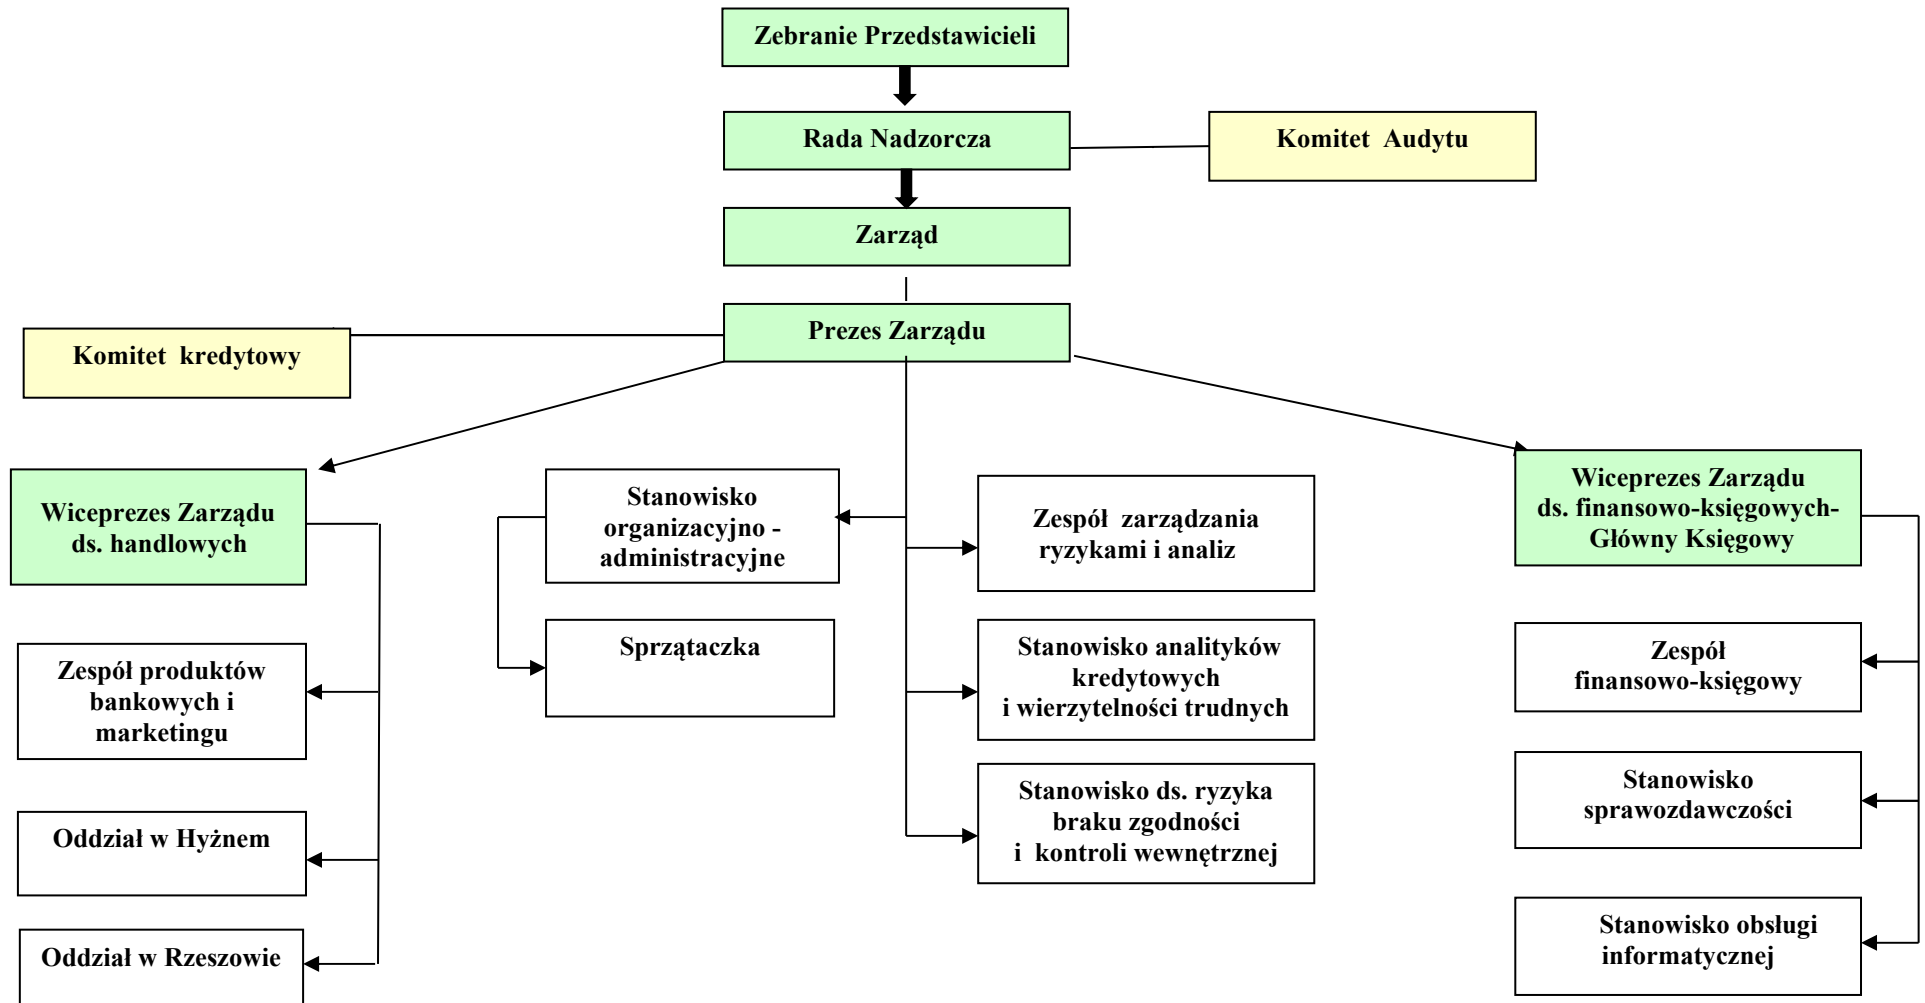 Zebranie Przedstawicieli
Rada Nadzorcza
Komitet Audytu
Zarząd
Prezes Zarządu
Komitet kredytowy
Wiceprezes Zarządu
ds. handlowych
Stanowisko
organizacyjno -
administracyjne
Zespół zarządzania
ryzykami i analiz
Wiceprezes Zarządu
ds. finansowo-księgowych-
Główny Księgowy
Zespół produktów
bankowych i
marketingu
Sprzątaczka
Stanowisko analityków
kredytowych
i wierzytelności trudnych
Zespół
finansowo-księgowy
Oddział w Hyżnem
Stanowisko ds. ryzyka
braku zgodności
i kontroli wewnętrznej
Stanowisko
sprawozdawczości
Oddział w Rzeszowie
Stanowisko obsługi
informatycznej